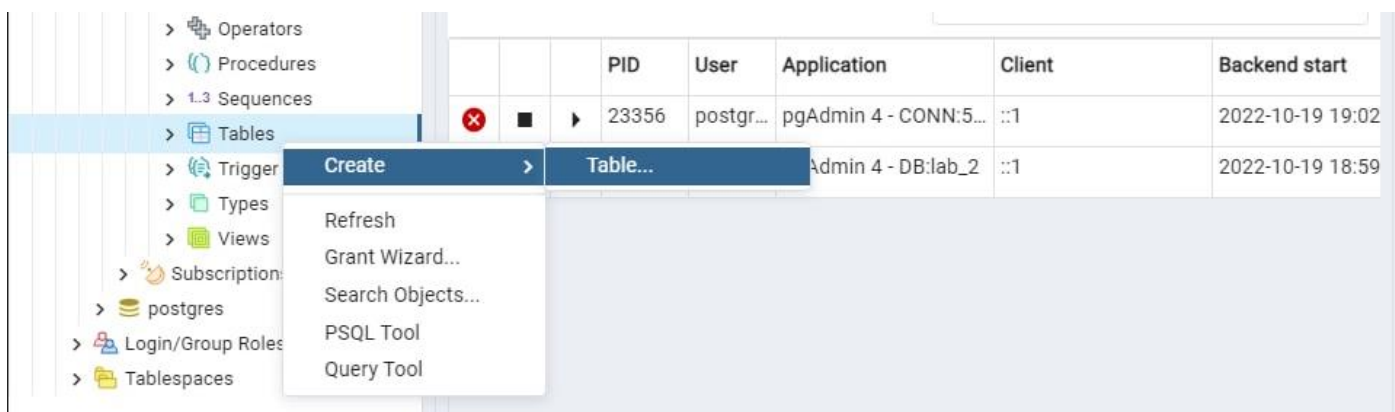 Operators
Procedures
1..3 Sequences
Tables
Trigger
Types
Views
Subscription
postgres
Login/Group Roles
Tablespaces
Create
Table...
Refresh
Grant Wizard...
Search Objects...
PSQL Tool
Query Tool
PID User Application Client Backend start
23356 postgr... pgAdmin 4 - CONN:5... ::1 2022-10-19 19:02
Admin 4 - DB:lab_2 ::1 2022-10-19 18:59